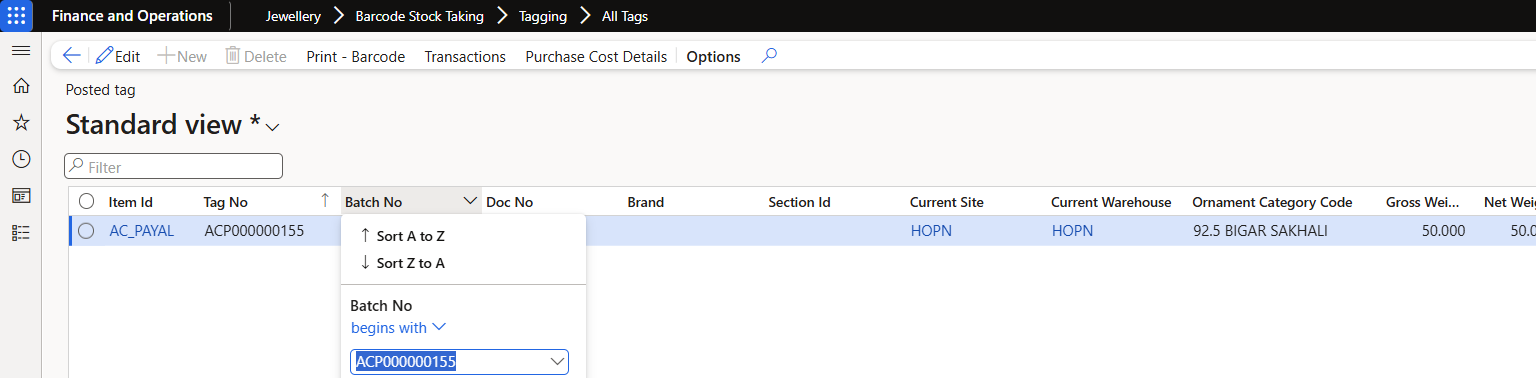 Finance and Operations Jewellery Barcode Stock Taking Tagging All Tags
Edit New Delete Print - Barcode Transactions Purchase Cost Details Options
Posted tag
Standard view *
Filter
Item Id Tag No Batch No Doc No Brand Section Id Current Site Current Warehouse Ornament Category Code Gross Wei... Net Weig
AC_PAYAL ACP000000155 HOPN HOPN 92.5 BIGAR SAKHALI 50.000 50.0
Sort A to Z
Sort Z to A
Batch No
begins with
ACP000000155